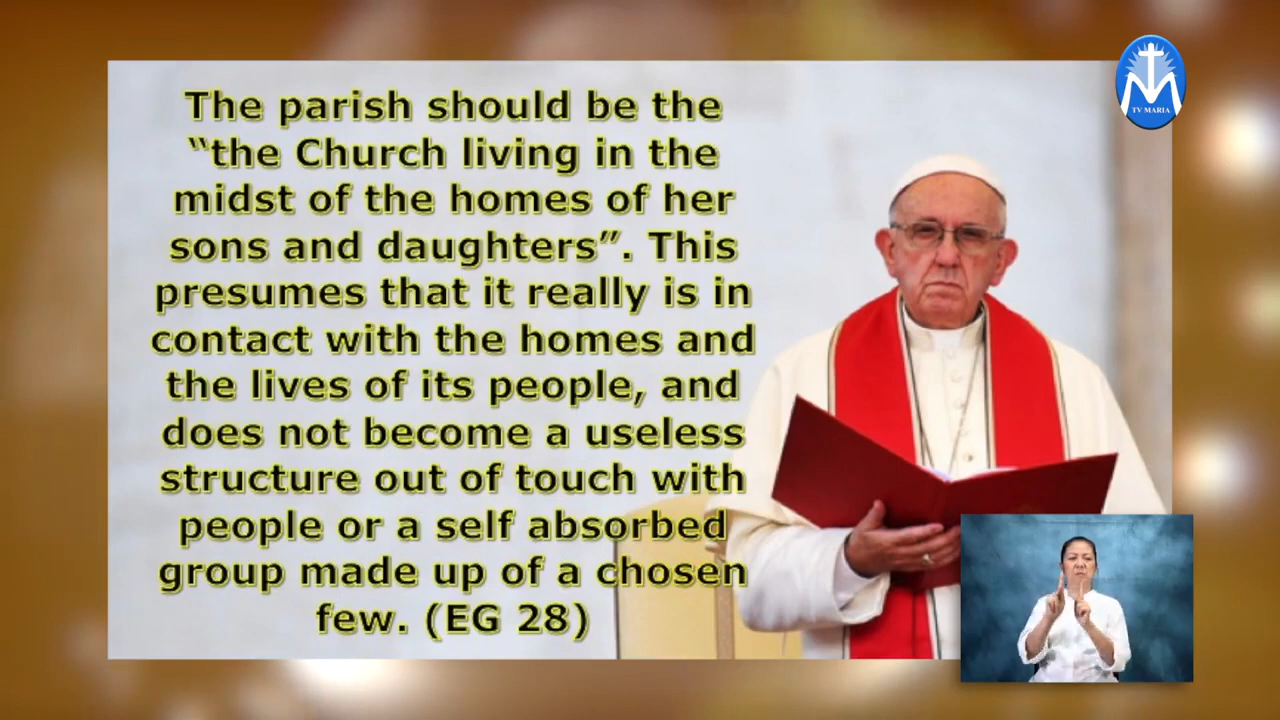 The parish should be the
“the Church living in the
midst of the homes of her
sons and daughters”. This
presumes that it really is in
contact with the homes and
the lives of its people, and
does not become a useless
structure out of touch with
people or a self absorbed
group made up of a chosen
few. (EG 28)
TV MARIA